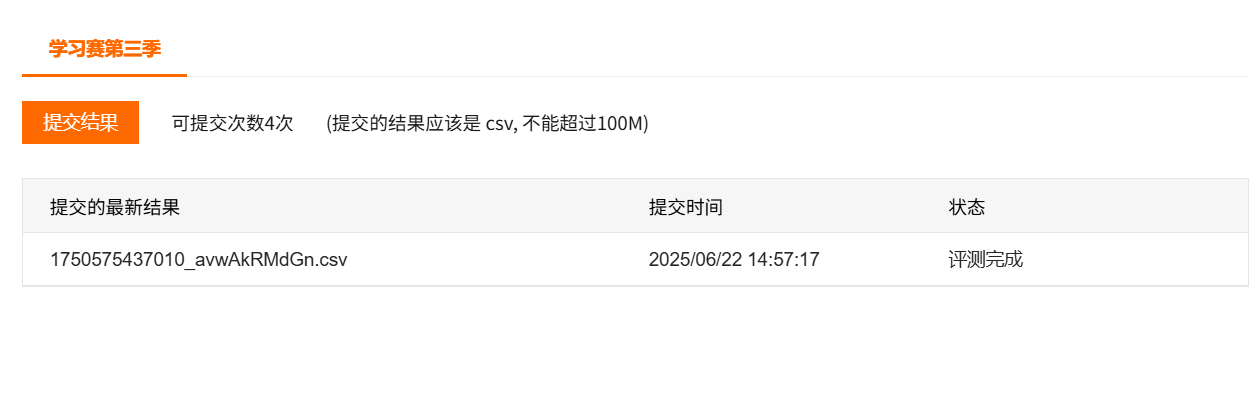 学习赛第三季
提交结果 可提交次数4次 (提交的结果应该是 csv, 不能超过100M)
提交的最新结果 提交时间 状态
1750575437010_avwAkRMdGn.csv 2025/06/22 14:57:17 评测完成